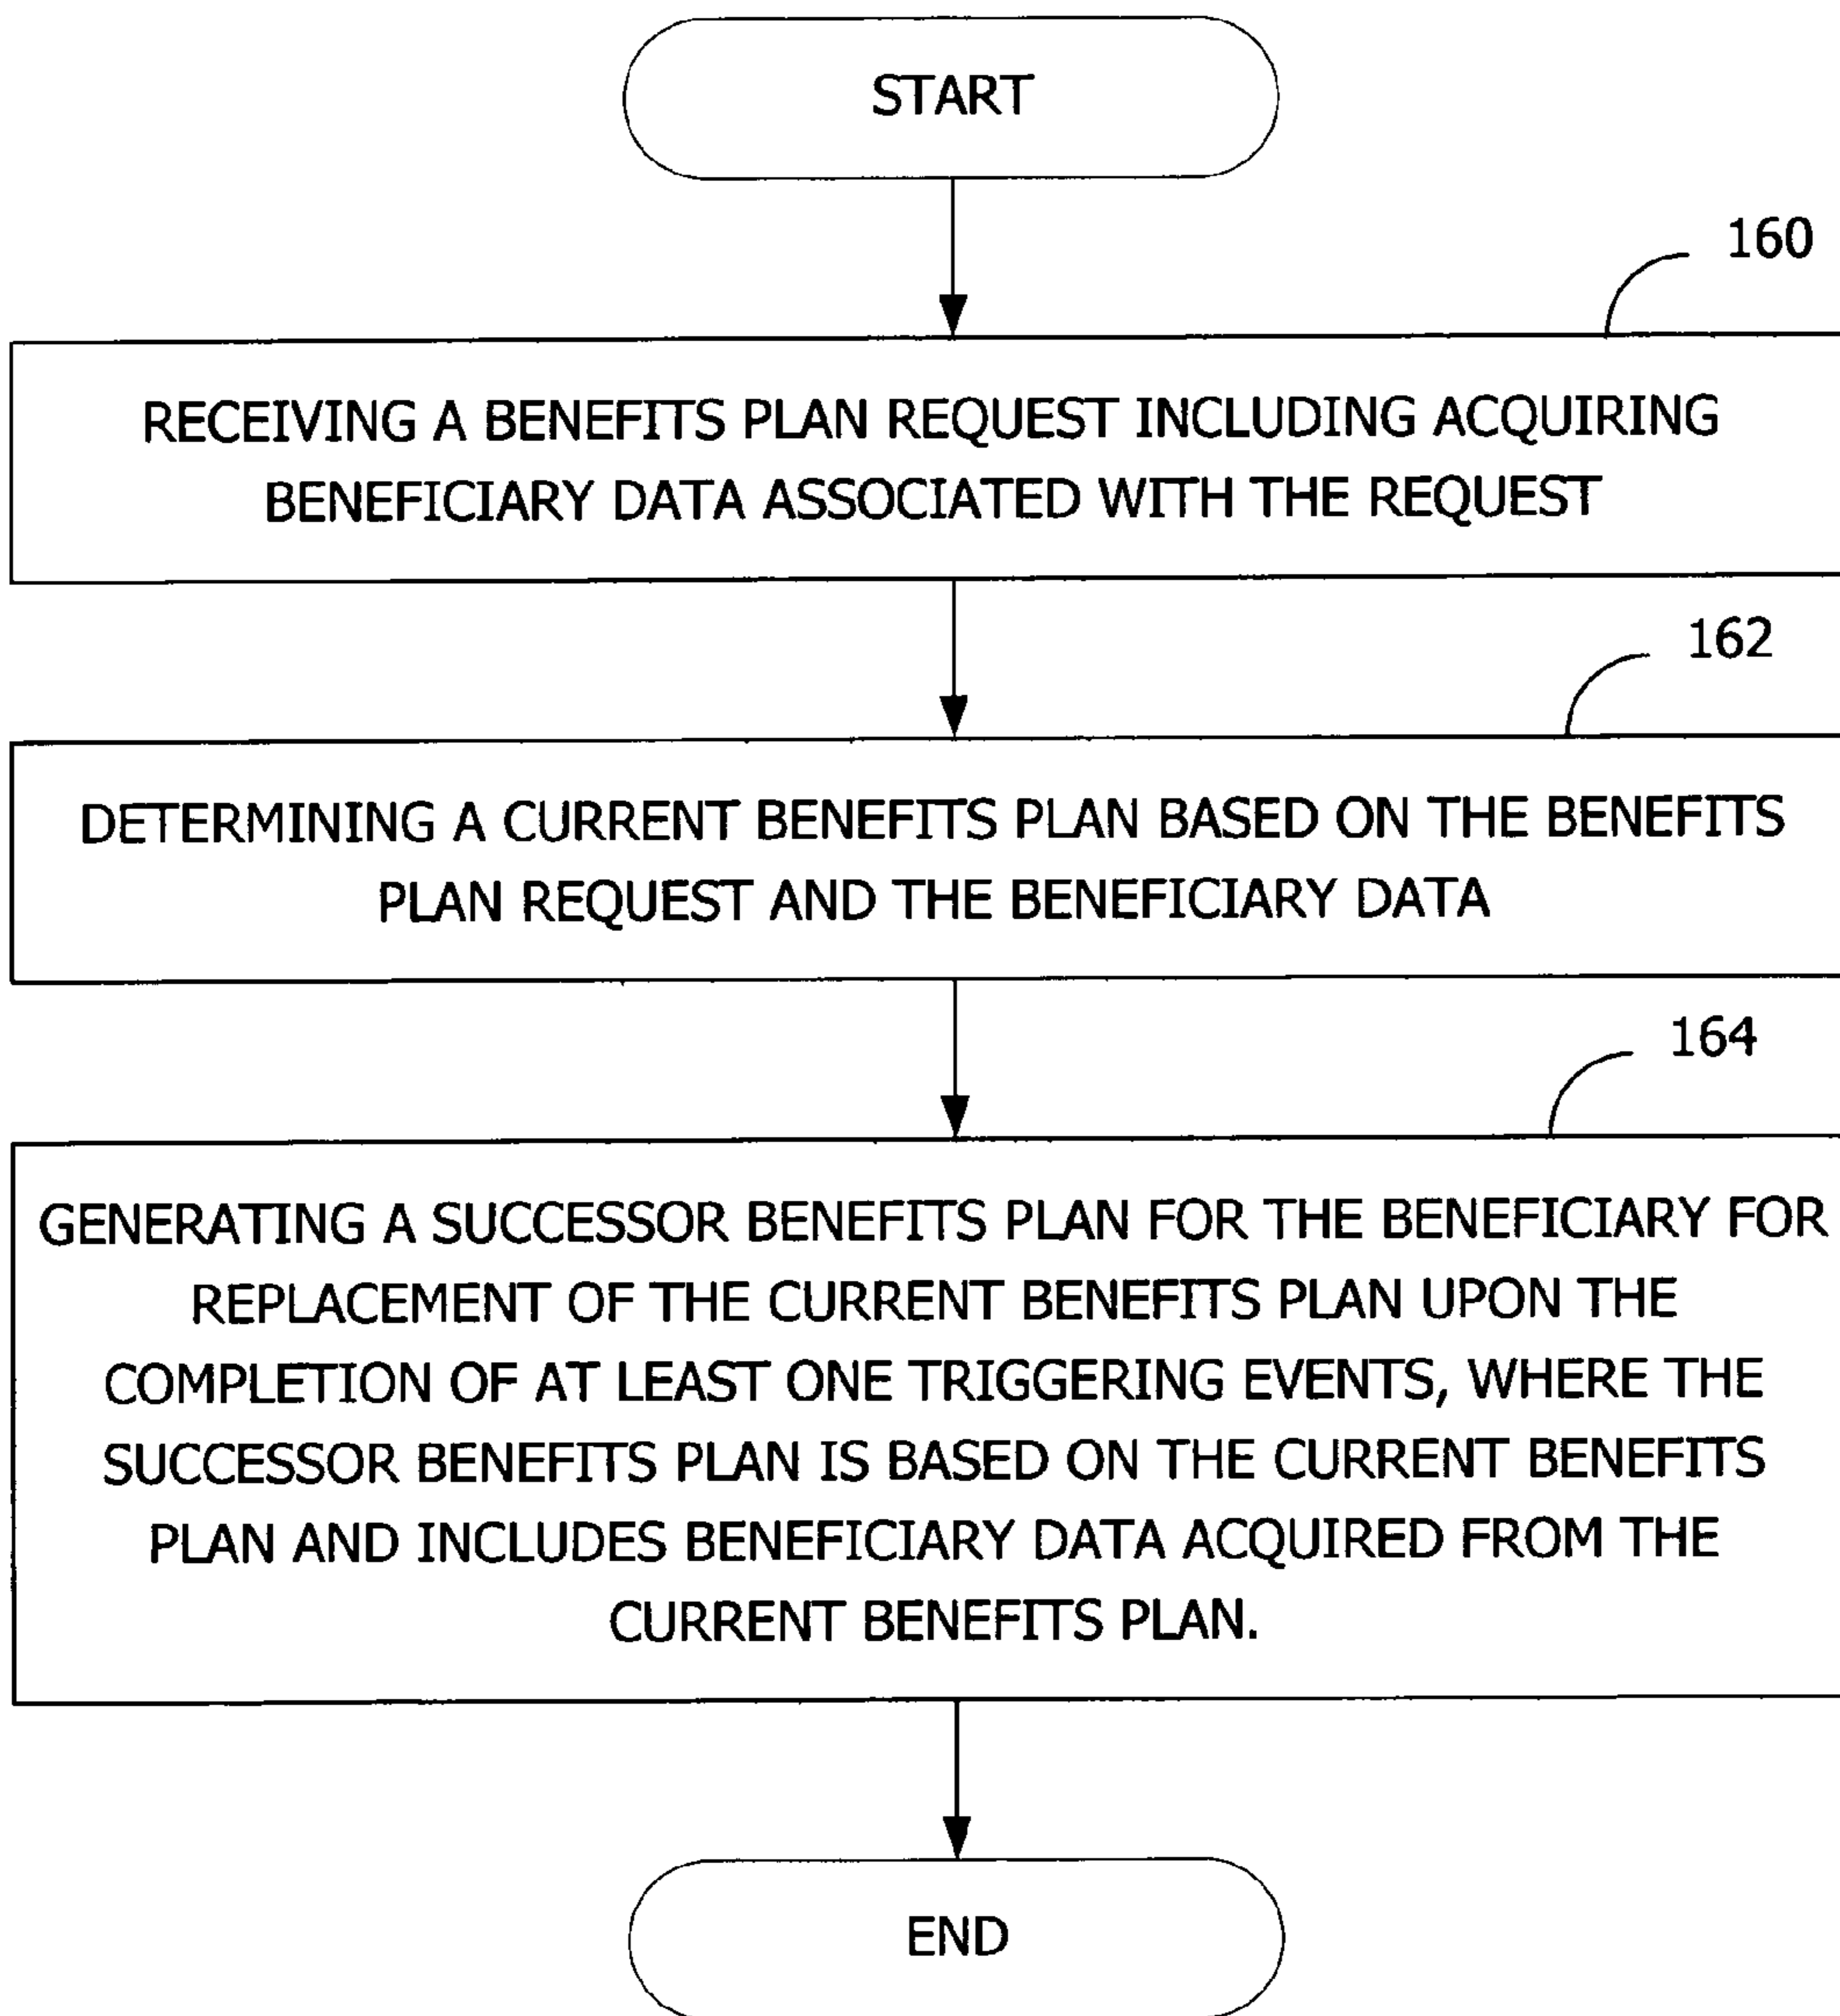 START
160
RECEIVING A BENEFITS PLAN REQUEST INCLUDING ACQUIRING
BENEFICIARY DATA ASSOCIATED WITH THE REQUEST
162
DETERMINING A CURRENT BENEFITS PLAN BASED ON THE BENEFITS
PLAN REQUEST AND THE BENEFICIARY DATA
164
GENERATING A SUCCESSOR BENEFITS PLAN FOR THE BENEFICIARY FOR
REPLACEMENT OF THE CURRENT BENEFITS PLAN UPON THE
COMPLETION OF AT LEAST ONE TRIGGERING EVENTS, WHERE THE
SUCCESSOR BENEFITS PLAN IS BASED ON THE CURRENT BENEFITS
PLAN AND INCLUDES BENEFICIARY DATA ACQUIRED FROM THE
CURRENT BENEFITS PLAN.
END